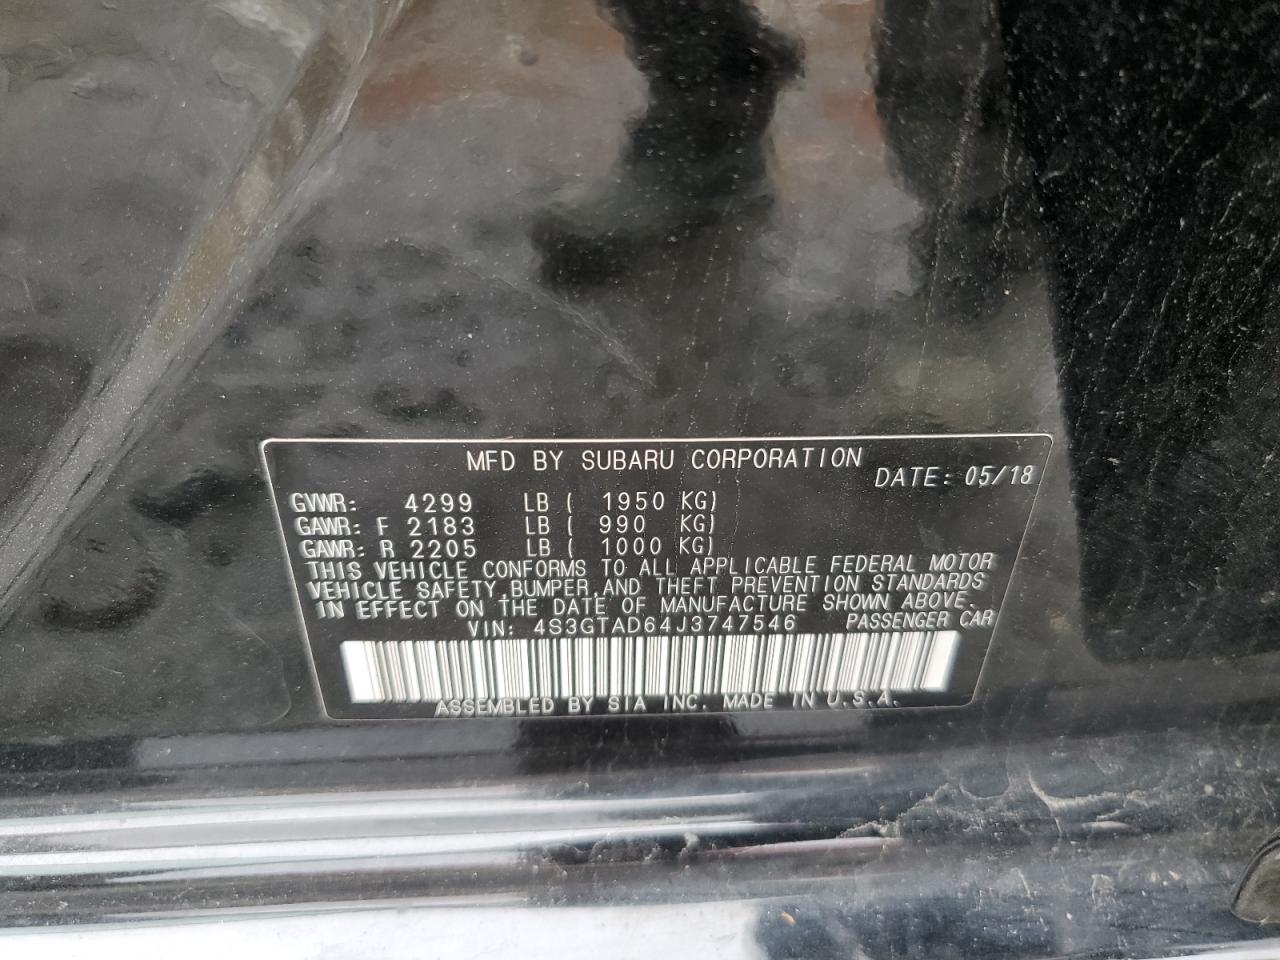 MFD BY SUBARU CORPORATION
DATE: 05/18
GVWR: 4299 LB ( 1950 KG)
GAWR: F 2183 LB ( 990 KG)
GAWR: R 2205 LB ( 1000 KG)
THIS VEHICLE CONFORMS TO ALL APPLICABLE FEDERAL MOTOR
VEHICLE SAFETY,BUMPER,AND THEFT PREVENTION STANDARDS
IN EFFECT ON THE DATE OF MANUFACTURE SHOWN ABOVE.
VIN: 4S3GTAD64J3747546 PASSENGER CAR
ASSEMBLED BY SIA INC. MADE IN U.S.A.